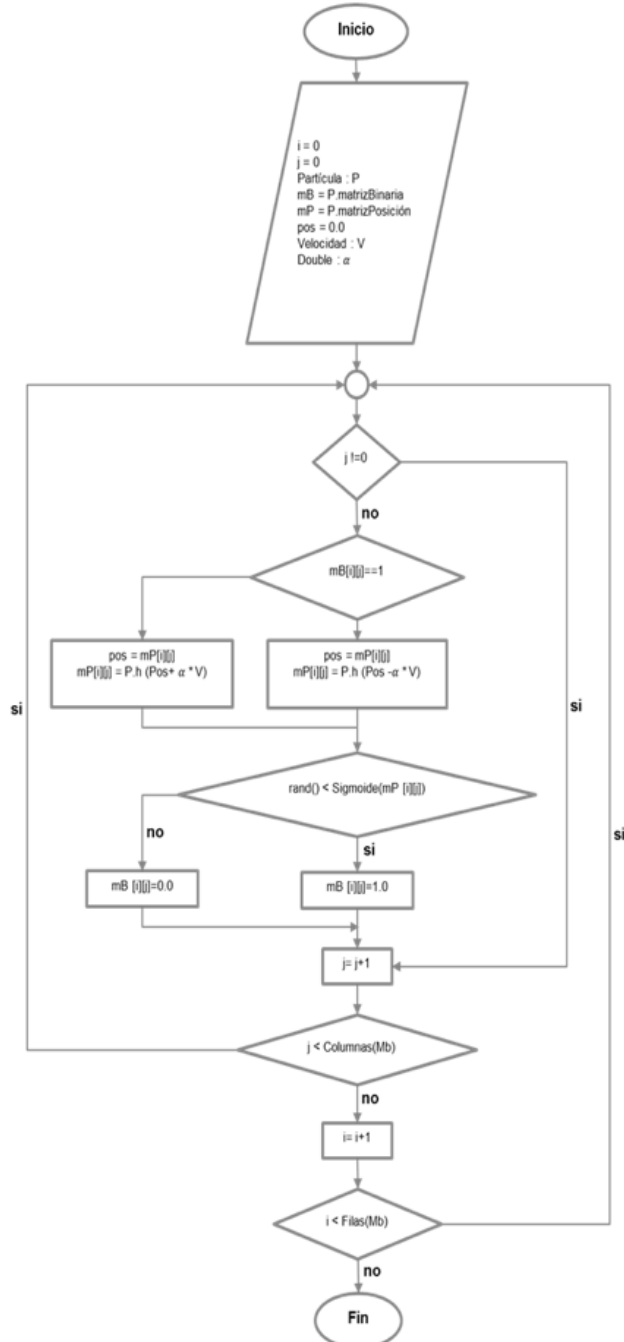 Inicio
i = 0
j = 0
Partícula : P
mB = P.matrizBinaria
mP = P.matrizPosición
pos = 0.0
Velocidad : V
Double : α
j !=0
no
mB[i][j]==1
pos = mP[i][j]
mP[i][j] = P.h (Pos+ α * V)
pos = mP[i][j]
mP[i][j] = P.h (Pos -α * V)
si
si
rand() < Sigmoide(mP [i][j])
si
no
si
mB [i][j]=0.0
mB [i][j]=1.0
j= j+1
j < Columnas(Mb)
no
i= i+1
i < Filas(Mb)
no
Fin